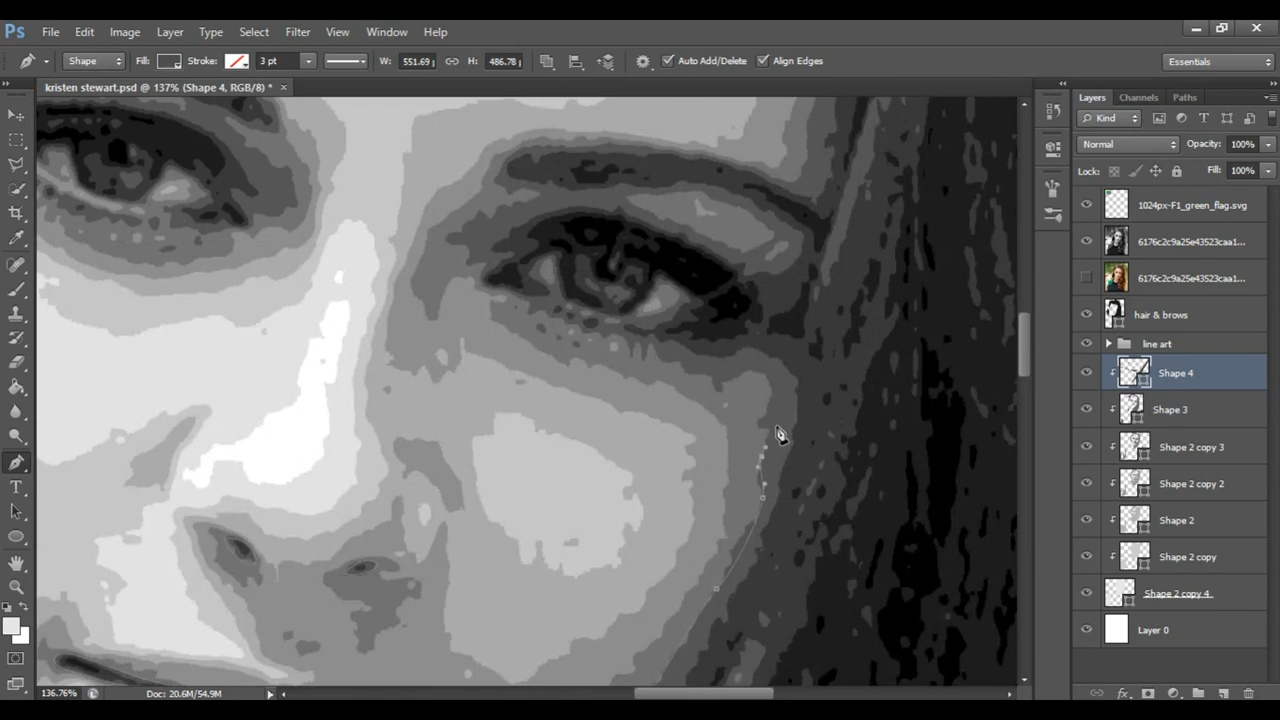 Ps File Edit Image Layer Type Select Filter View Window Help
Shape Fill: Stroke: 3 pt W: 551.69 H: 486.78 Auto Add/Delete Align Edges Essentials
kristen stewart.psd @ 137% (Shape 4, RGB/8) * ×
Layers Channels Paths
Kind
Normal Opacity: 100%
Lock: Fill: 100%
1024px-F1_green_flag.svg
6176c2c9a25e43523caa1...
6176c2c9a25e43523caa1...
hair & brows
line art
Shape 4
Shape 3
Shape 2 copy 3
Shape 2 copy 2
Shape 2
Shape 2 copy
Shape 2 copy 4
Layer 0
136.76% Doc: 20.6M/54.9M